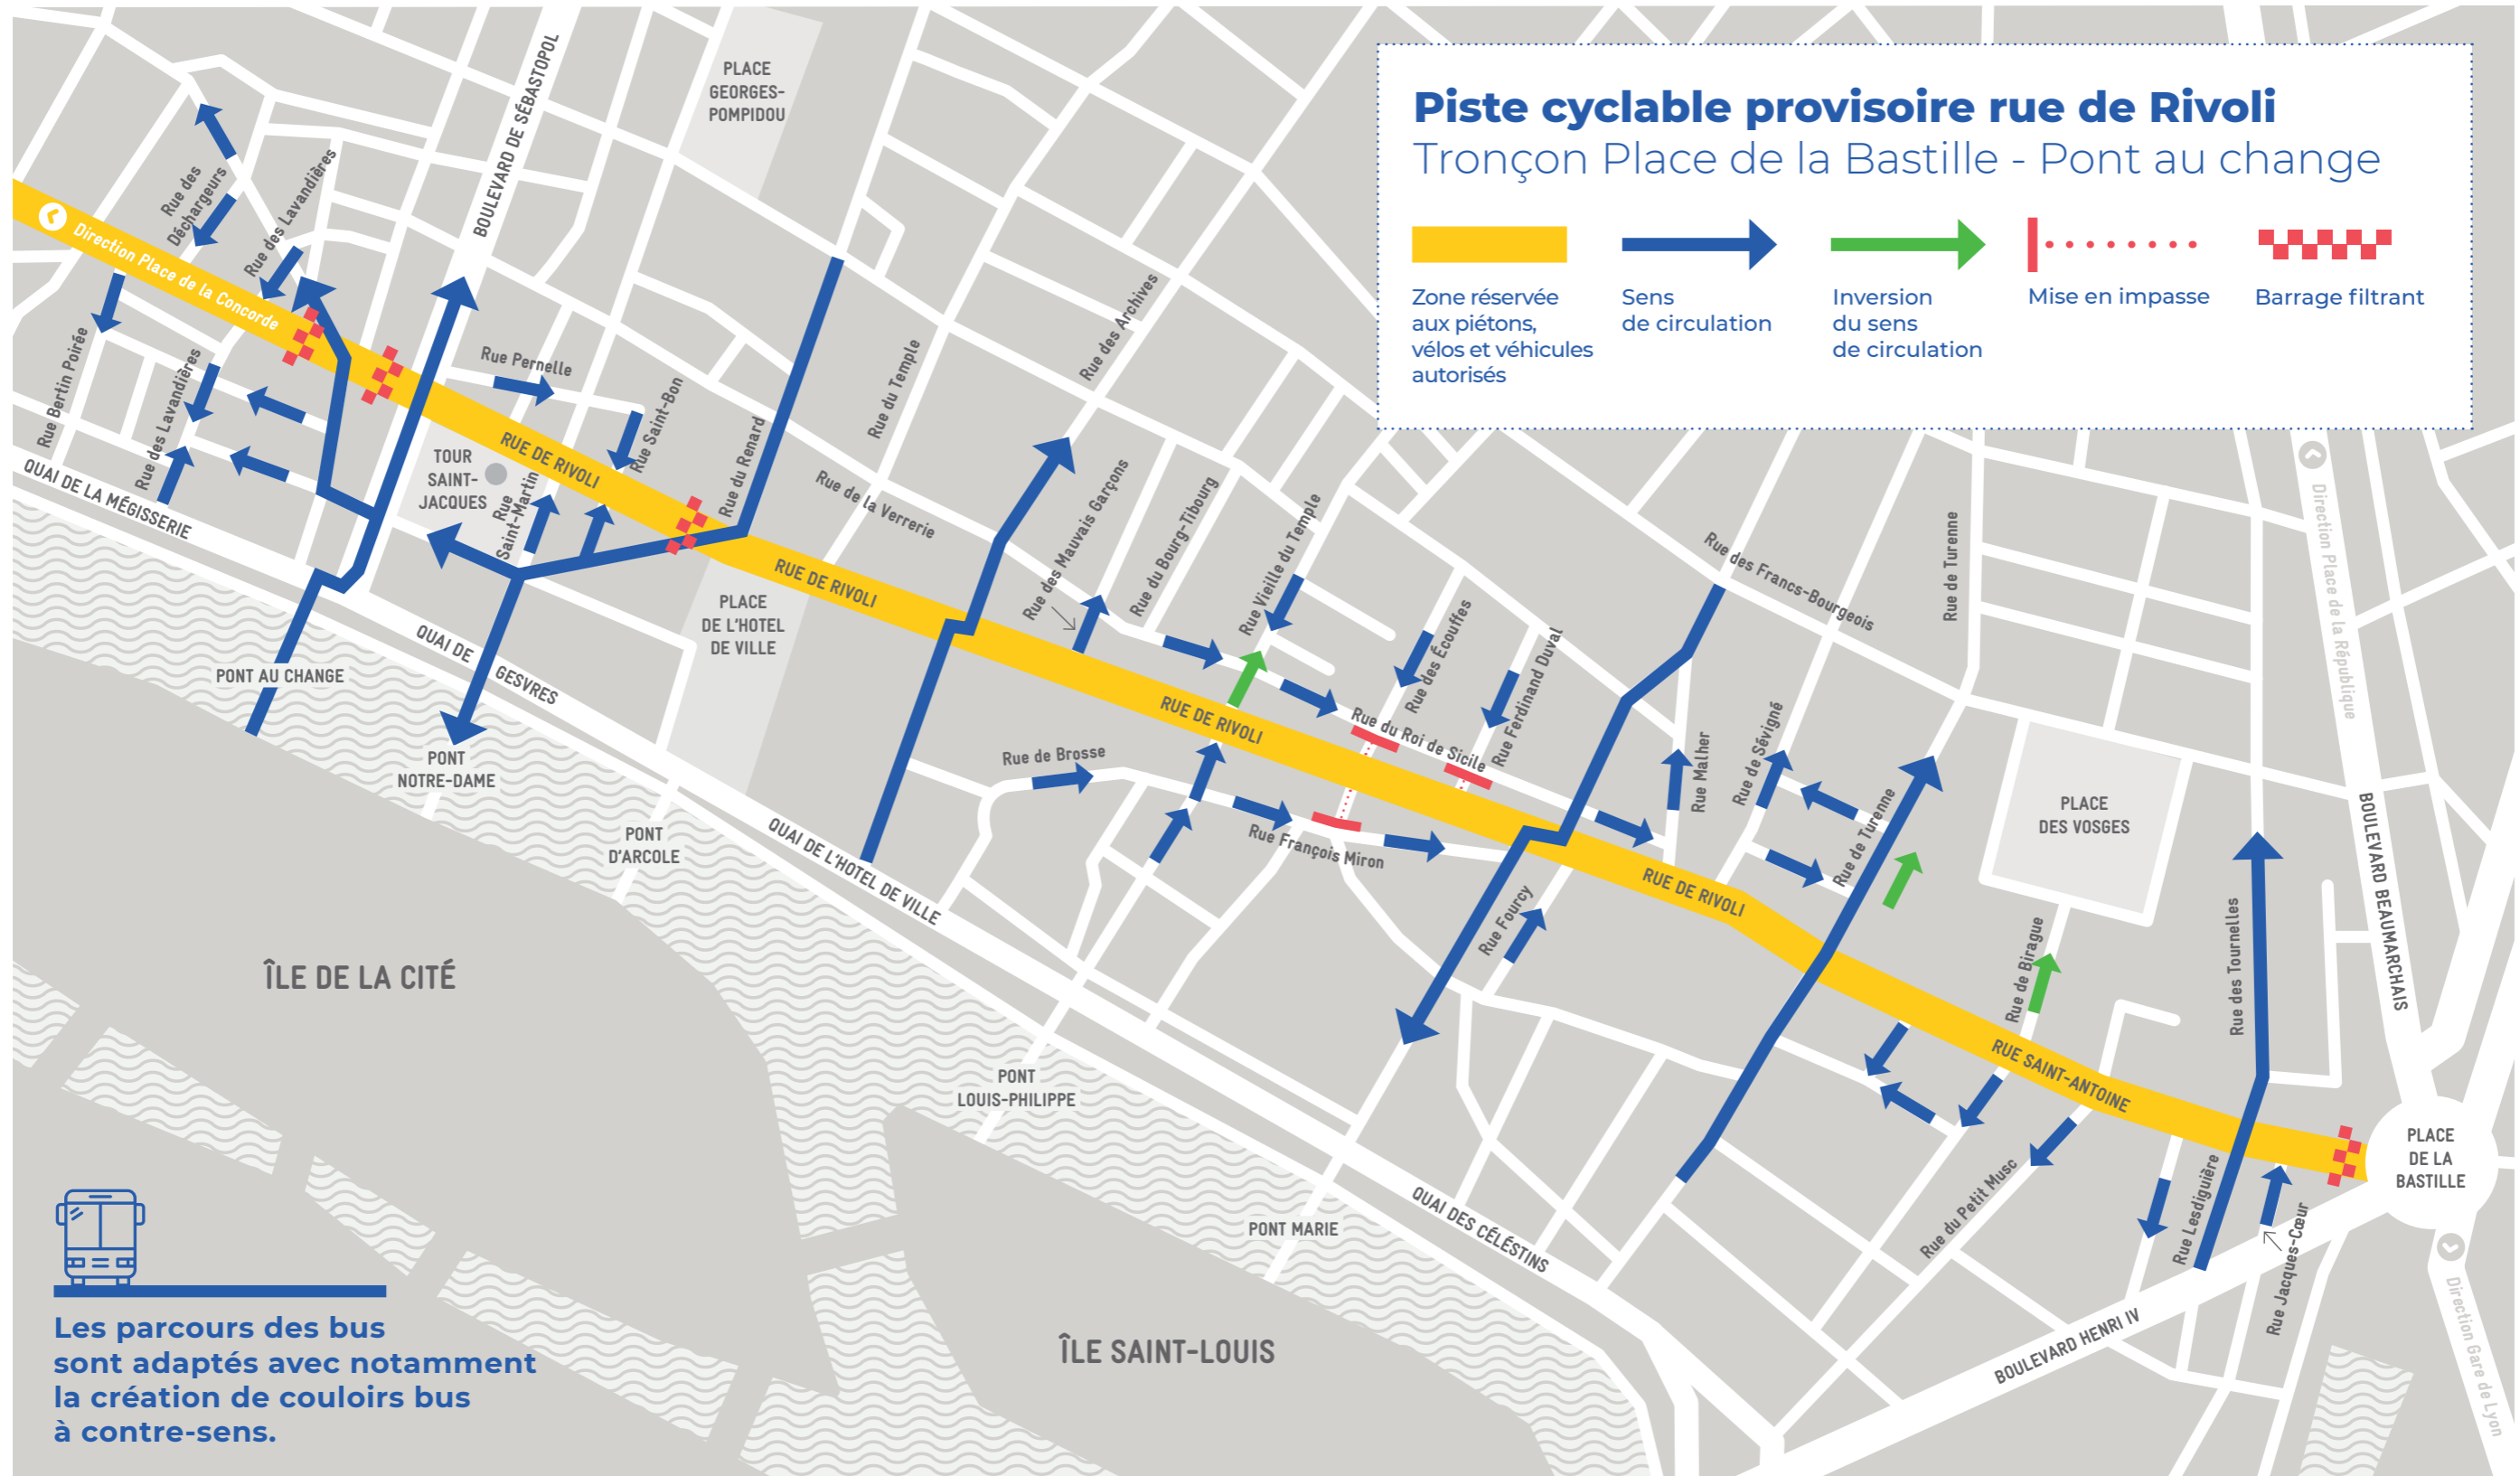 Piste cyclable provisoire rue de Rivoli
Tronçon Place de la Bastille - Pont au change
Zone réservée
aux piétons,
vélos et véhicules
autorisés
Sens
de circulation
Inversion
du sens
de circulation
Mise en impasse
Barrage filtrant
PLACE
GEORGES-
POMPIDOU
BOULEVARD DE SÉBASTOPOL
Rue des
Déchargeurs
Rue des Lavandières
Direction Place de la Concorde
Rue Bertin Poirée
Rue des Lavandières
QUAI DE LA MÉGISSERIE
Rue Pernelle
Rue Saint-Bon
TOUR
SAINT-
JACQUES
Rue
Saint-Martin
RUE DE RIVOLI
Rue du Renard
Rue du Temple
Rue des Archives
Rue de la Verrerie
RUE DE RIVOLI
PLACE
DE L'HOTEL
DE VILLE
Rue des Mauvais Garçons
Rue du Bourg-Tibourg
Rue Vieille du Temple
Rue des Écouffes
Rue Ferdinand Duval
Rue du Roi de Sicile
RUE DE RIVOLI
Rue des Francs-Bourgeois
Rue de Turenne
Rue Malher
Rue de Sévigné
Rue de Turenne
PLACE
DES VOSGES
Direction Place de la République
BOULEVARD BEAUMARCHAIS
Rue des Tournelles
Rue de Birague
PONT AU CHANGE
QUAI DE
GESVRES
PONT
NOTRE-DAME
PONT
D'ARCOLE
QUAI DE L'HOTEL DE VILLE
Rue de Brosse
Rue François Miron
Rue Fourcy
RUE DE RIVOLI
RUE SAINT-ANTOINE
PLACE
DE LA
BASTILLE
ÎLE DE LA CITÉ
PONT
LOUIS-PHILIPPE
PONT MARIE
QUAI DES CÉLÉSTINS
Rue du Petit Musc
Rue Lesdiguière
Rue Jacques-Cœur
BOULEVARD HENRI IV
Direction Gare de Lyon
ÎLE SAINT-LOUIS
Les parcours des bus
sont adaptés avec notamment
la création de couloirs bus
à contre-sens.